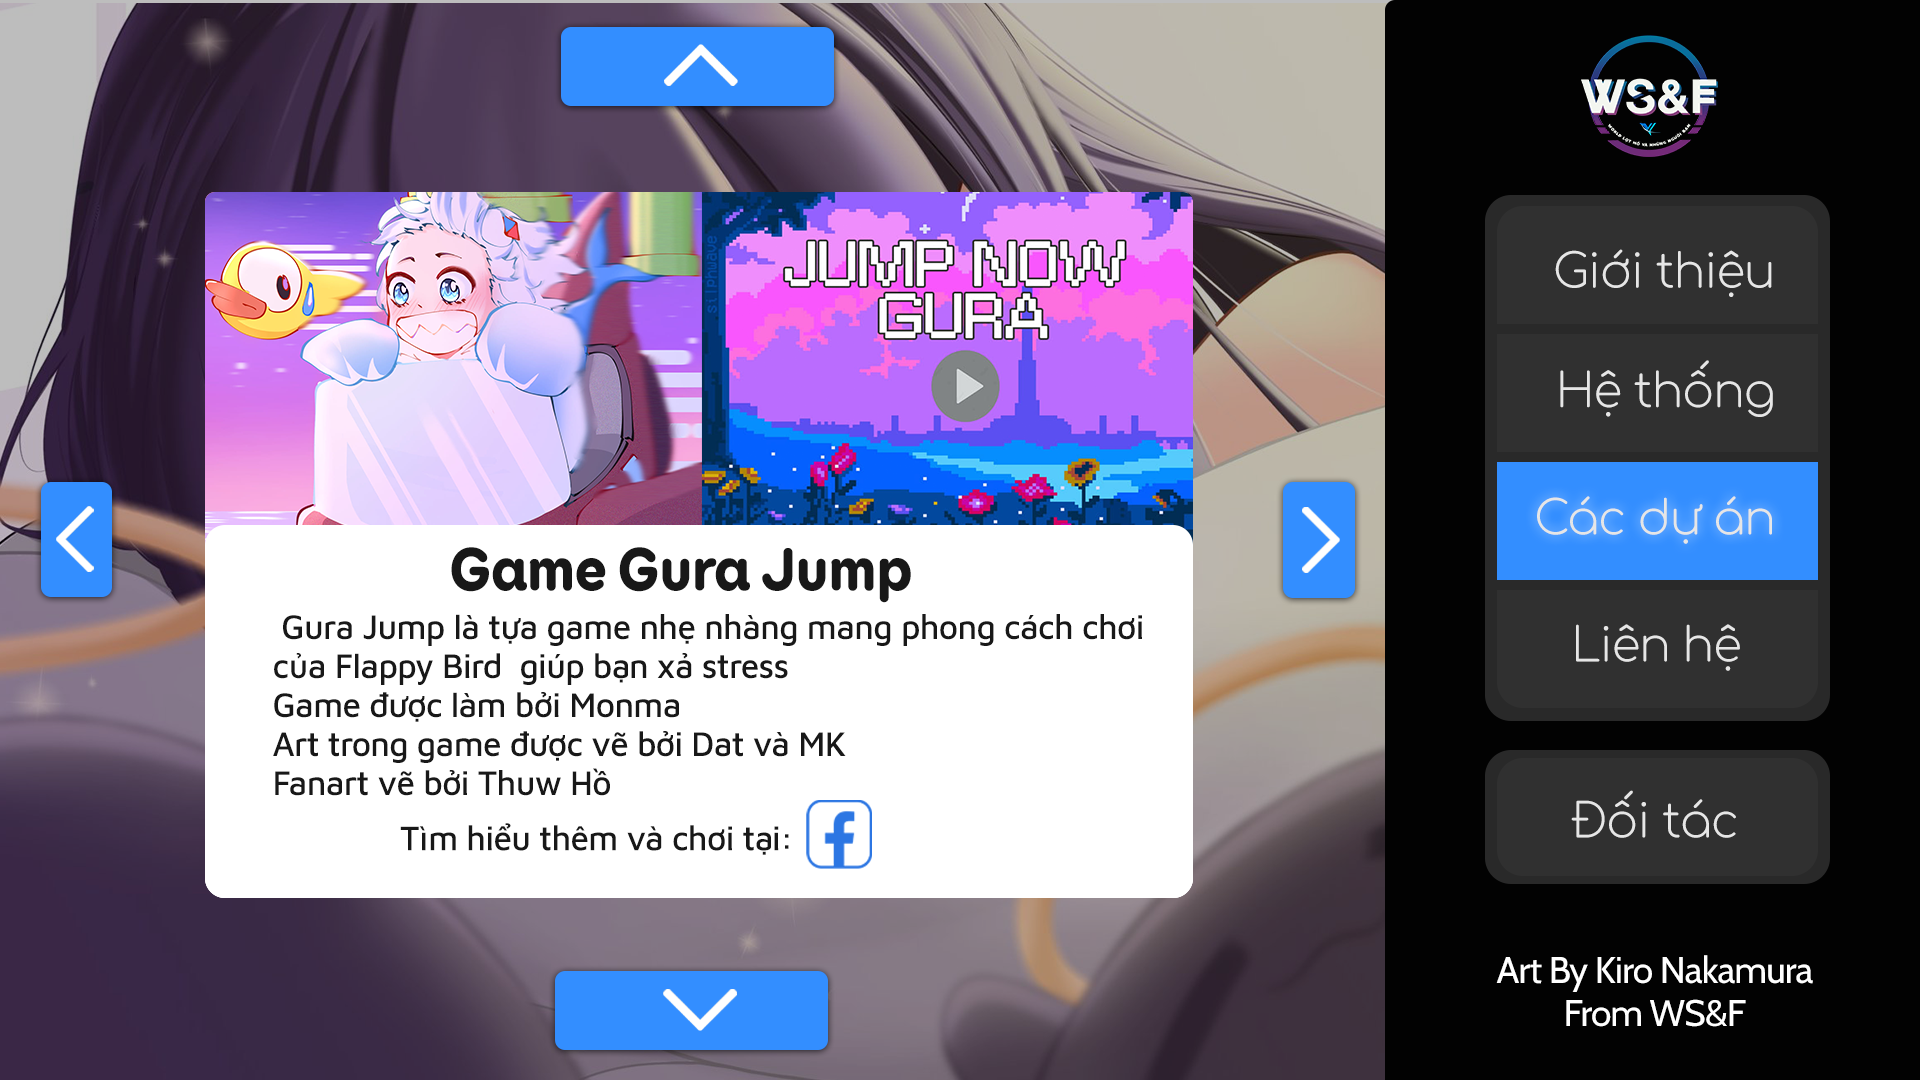 siphwave
JUMP NOW
GURA
Game Gura Jump
Gura Jump là tựa game nhẹ nhàng mang phong cách chơi
của Flappy Bird giúp bạn xả stress
Game được làm bởi Monma
Art trong game được vẽ bởi Dat và MK
Fanart vẽ bởi Thuw Hồ
Tìm hiểu thêm và chơi tại:
WS&F
Giới thiệu
Hệ thống
Các dự án
Liên hệ
Đối tác
Art By Kiro Nakamura
From WS&F